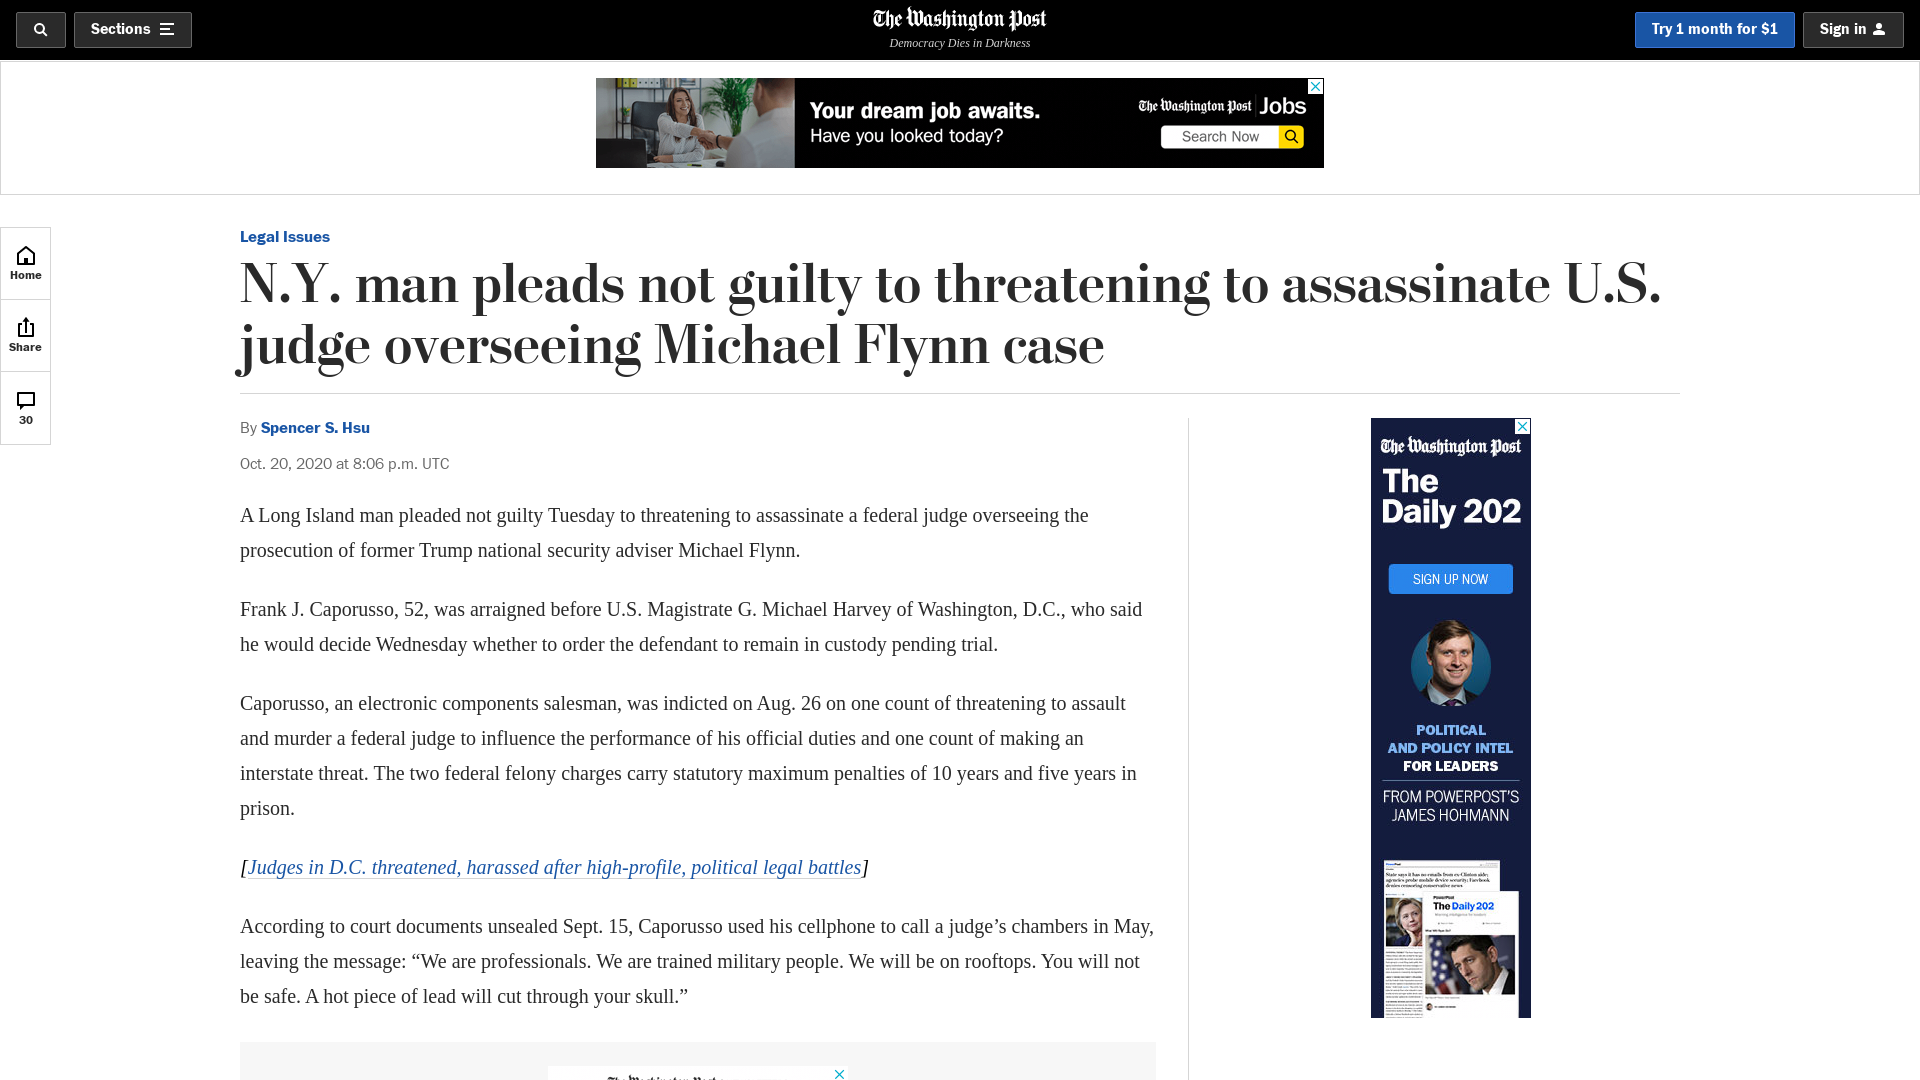 Sections
The Washington Post
Democracy Dies in Darkness
Try 1 month for $1
Sign in
Your dream job awaits.
Have you looked today?
The Washington Post Jobs
Search Now
Home
Share
30
Legal Issues
N.Y. man pleads not guilty to threatening to assassinate U.S.
judge overseeing Michael Flynn case
By Spencer S. Hsu
Oct. 20, 2020 at 8:06 p.m. UTC
A Long Island man pleaded not guilty Tuesday to threatening to assassinate a federal judge overseeing the
prosecution of former Trump national security adviser Michael Flynn.
Frank J. Caporusso, 52, was arraigned before U.S. Magistrate G. Michael Harvey of Washington, D.C., who said
he would decide Wednesday whether to order the defendant to remain in custody pending trial.
Caporusso, an electronic components salesman, was indicted on Aug. 26 on one count of threatening to assault
and murder a federal judge to influence the performance of his official duties and one count of making an
interstate threat. The two federal felony charges carry statutory maximum penalties of 10 years and five years in
prison.
[Judges in D.C. threatened, harassed after high-profile, political legal battles]
According to court documents unsealed Sept. 15, Caporusso used his cellphone to call a judge’s chambers in May,
leaving the message: “We are professionals. We are trained military people. We will be on rooftops. You will not
be safe. A hot piece of lead will cut through your skull.”
The Washington Post
The
Daily 202
SIGN UP NOW
POLITICAL
AND POLICY INTEL
FOR LEADERS
FROM POWERPOST’S
JAMES HOHMANN
The Daily 202